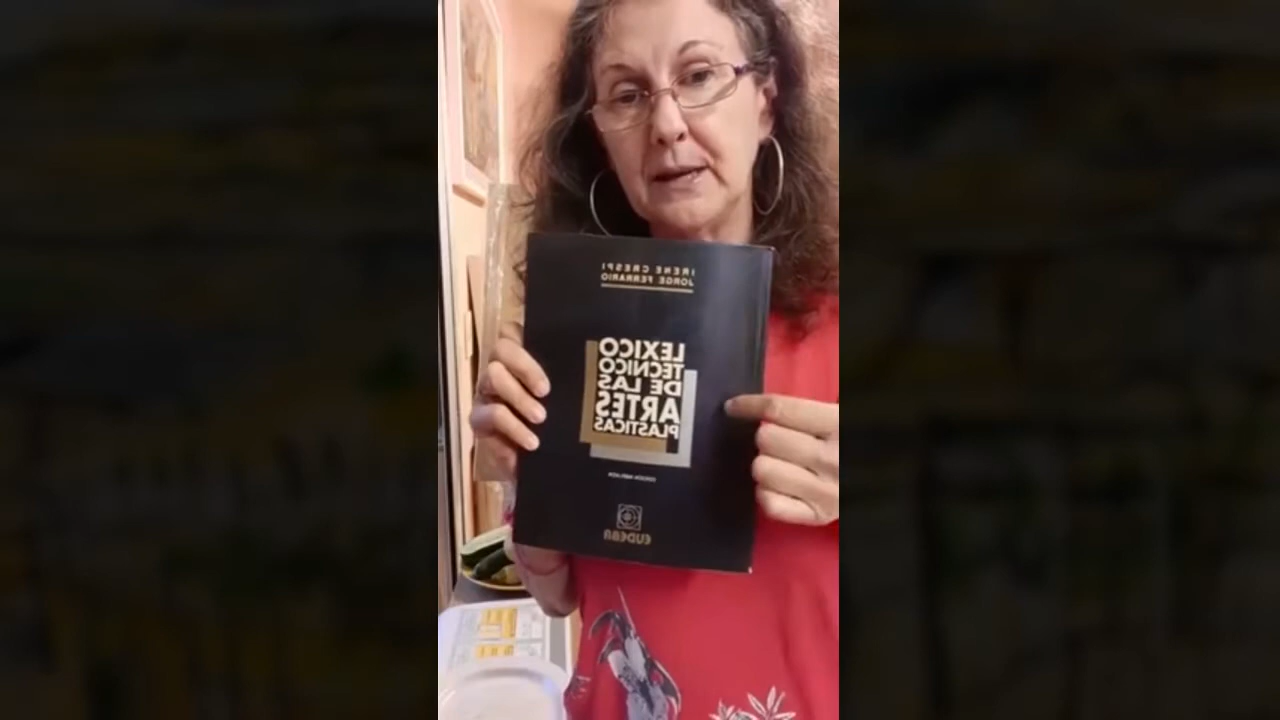 IRENE CRESPI
JORGE FERRARIO
LEXICO
TECNICO
DE LAS
ARTES
PLASTICAS
EUDEBA